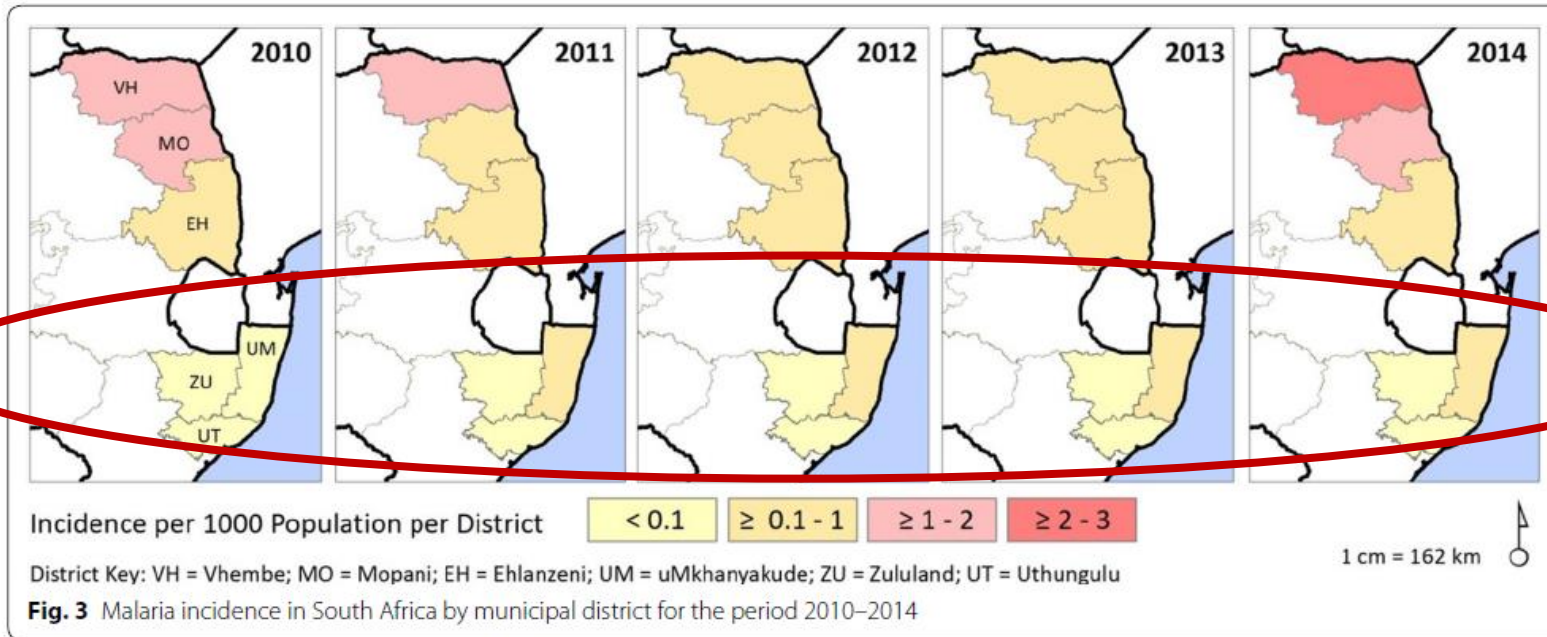 2010 2011 2012 2013 2014
VH
MO
EH
UM
ZU
UT
Incidence per 1000 Population per District < 0.1 ≥ 0.1 - 1 ≥ 1 - 2 ≥ 2 - 3
1 cm = 162 km
District Key: VH = Vhembe; MO = Mopani; EH = Ehlanzeni; UM = uMkhanyakude; ZU = Zululand; UT = Uthungulu
Fig. 3 Malaria incidence in South Africa by municipal district for the period 2010–2014